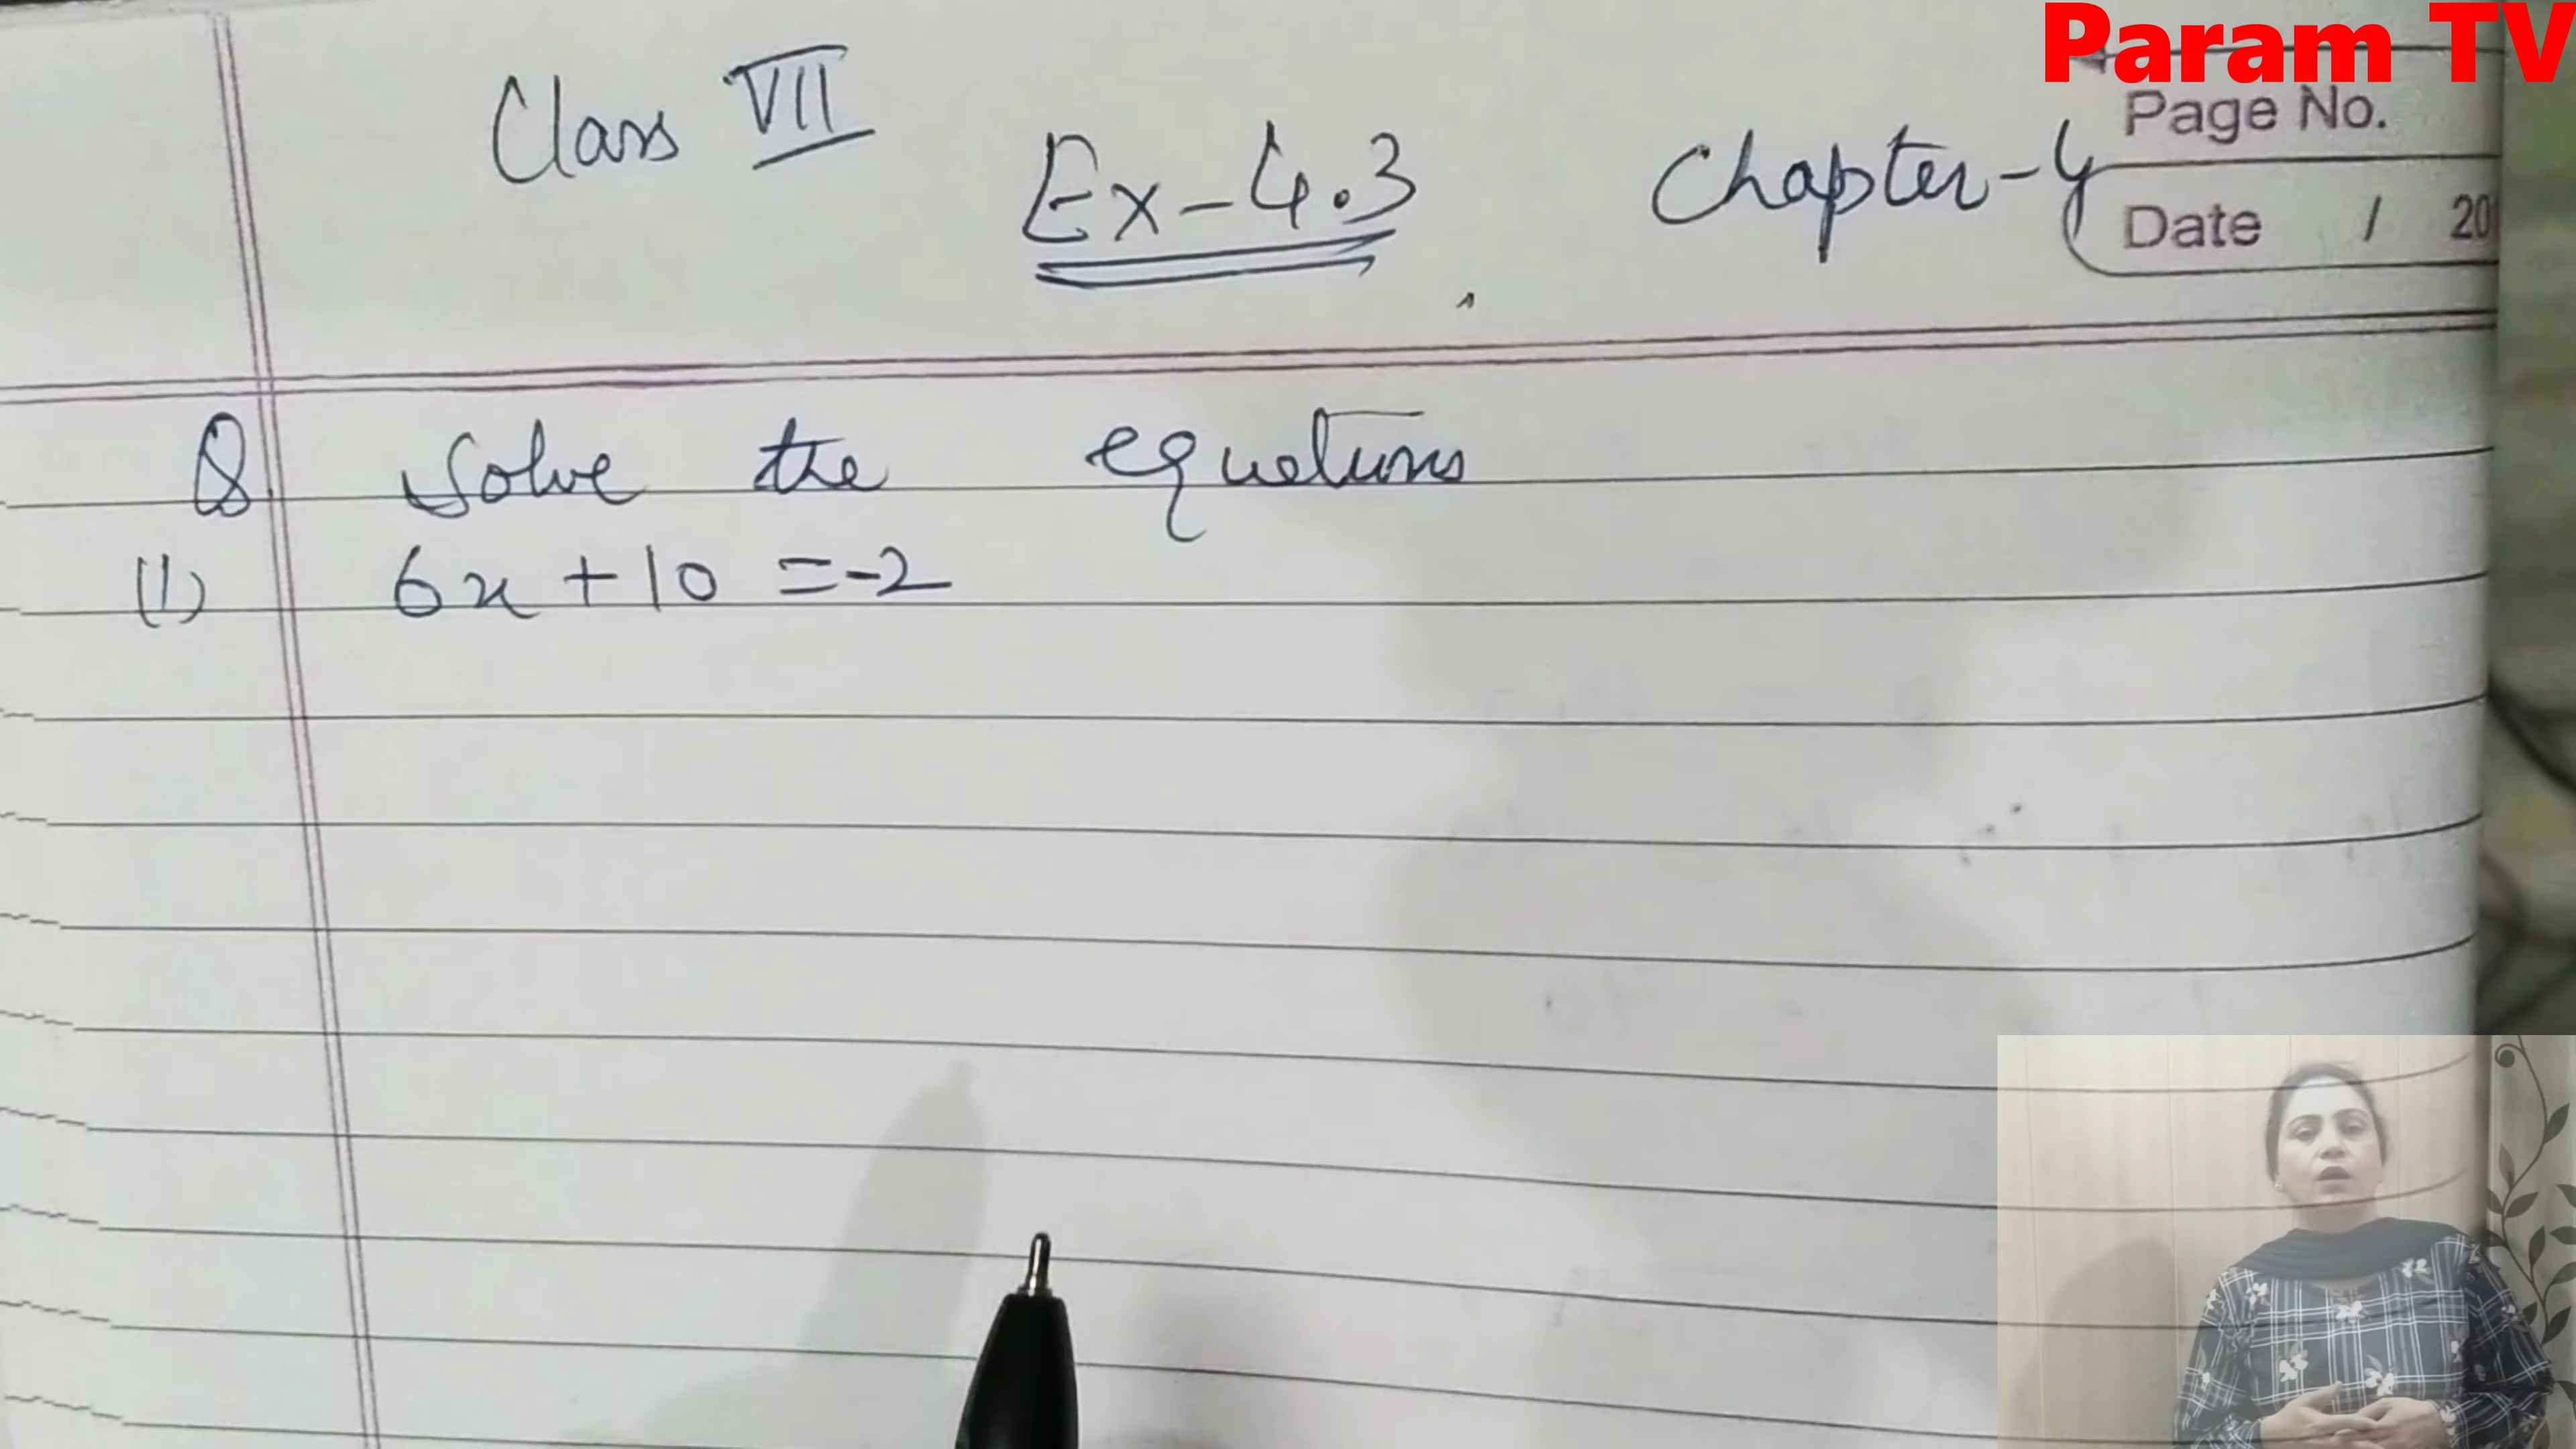 Param TV
Page No.
Class VII
Ex-4.3
Chapter-4
Date / 20
Q Solve the equations
(1) 6x + 10 = -2